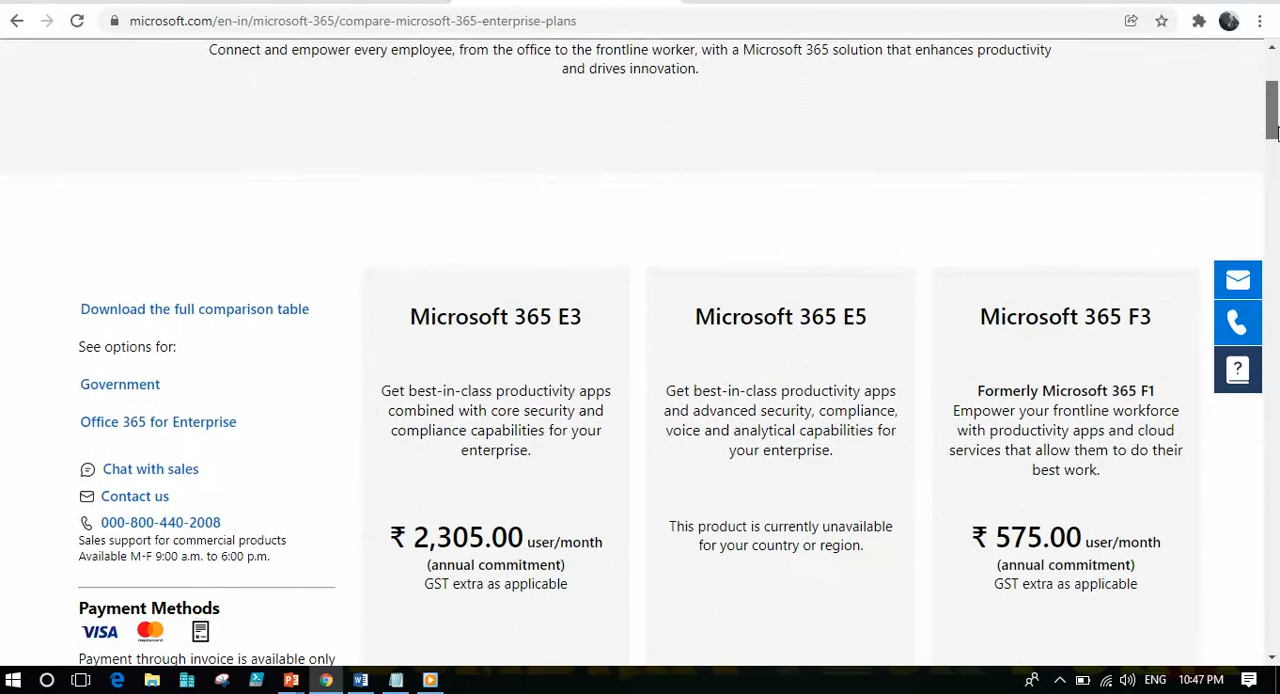 microsoft.com/en-in/microsoft-365/compare-microsoft-365-enterprise-plans
Connect and empower every employee, from the office to the frontline worker, with a Microsoft 365 solution that enhances productivity
and drives innovation.
Download the full comparison table
See options for:
Government
Office 365 for Enterprise
Chat with sales
Contact us
000-800-440-2008
Sales support for commercial products
Available M-F 9:00 a.m. to 6:00 p.m.
Payment Methods
VISA
Payment through invoice is available only
Microsoft 365 E3
Get best-in-class productivity apps
combined with core security and
compliance capabilities for your
enterprise.
₹ 2,305.00 user/month
(annual commitment)
GST extra as applicable
Microsoft 365 E5
Get best-in-class productivity apps
and advanced security, compliance,
voice and analytical capabilities for
your enterprise.
This product is currently unavailable
for your country or region.
Microsoft 365 F3
Formerly Microsoft 365 F1
Empower your frontline workforce
with productivity apps and cloud
services that allow them to do their
best work.
₹ 575.00 user/month
(annual commitment)
GST extra as applicable
ENG
10:47 PM